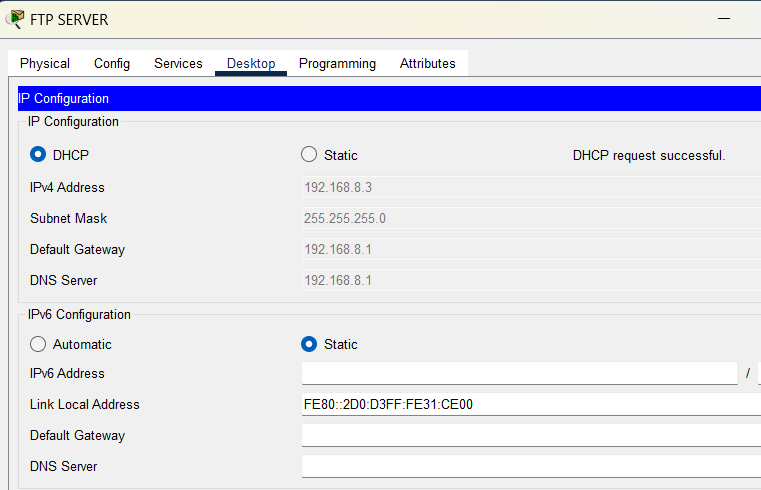 FTP SERVER
Physical Config Services Desktop Programming Attributes
IP Configuration
IP Configuration
DHCP Static DHCP request successful.
IPv4 Address 192.168.8.3
Subnet Mask 255.255.255.0
Default Gateway 192.168.8.1
DNS Server 192.168.8.1
IPv6 Configuration
Automatic Static
IPv6 Address /
Link Local Address FE80::2D0:D3FF:FE31:CE00
Default Gateway
DNS Server